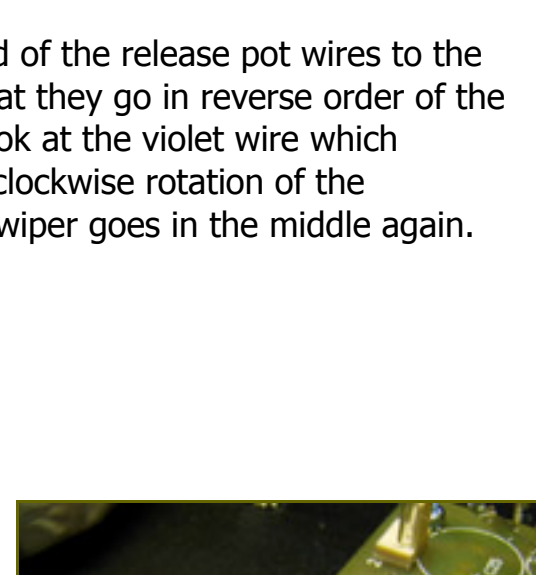 of the release pot wires to the
at they go in reverse order of the
ok at the violet wire which
clockwise rotation of the
wiper goes in the middle again.
2